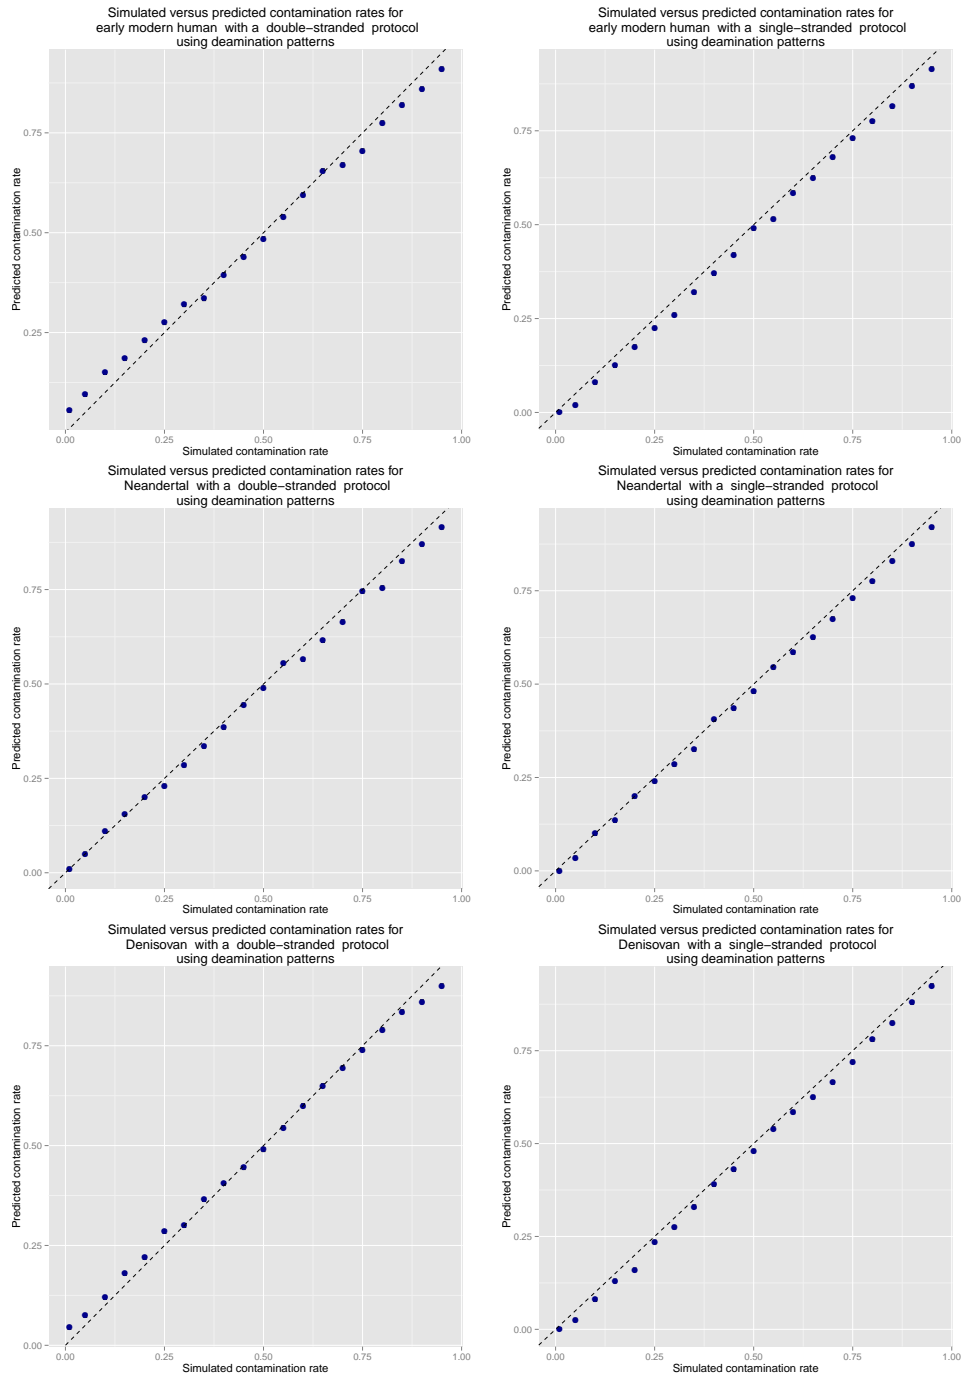 Simulated versus predicted contamination rates for
early modern human with a double−stranded protocol
using deamination patterns
Predicted contamination rate
0.75
0.50
0.25
0.00
0.25
0.50
0.75
1.00
Simulated contamination rate
Simulated versus predicted contamination rates for
early modern human with a single−stranded protocol
using deamination patterns
Predicted contamination rate
0.75
0.50
0.25
0.00
0.00
0.25
0.50
0.75
1.00
Simulated contamination rate
Simulated versus predicted contamination rates for
Neandertal with a double−stranded protocol
using deamination patterns
Predicted contamination rate
0.75
0.50
0.25
0.00
0.00
0.25
0.50
0.75
1.00
Simulated contamination rate
Simulated versus predicted contamination rates for
Neandertal with a single−stranded protocol
using deamination patterns
Predicted contamination rate
0.75
0.50
0.25
0.00
0.00
0.25
0.50
0.75
1.00
Simulated contamination rate
Simulated versus predicted contamination rates for
Denisovan with a double−stranded protocol
using deamination patterns
Predicted contamination rate
0.75
0.50
0.25
0.00
0.00
0.25
0.50
0.75
1.00
Simulated contamination rate
Simulated versus predicted contamination rates for
Denisovan with a single−stranded protocol
using deamination patterns
Predicted contamination rate
0.75
0.50
0.25
0.00
0.00
0.25
0.50
0.75
1.00
Simulated contamination rate